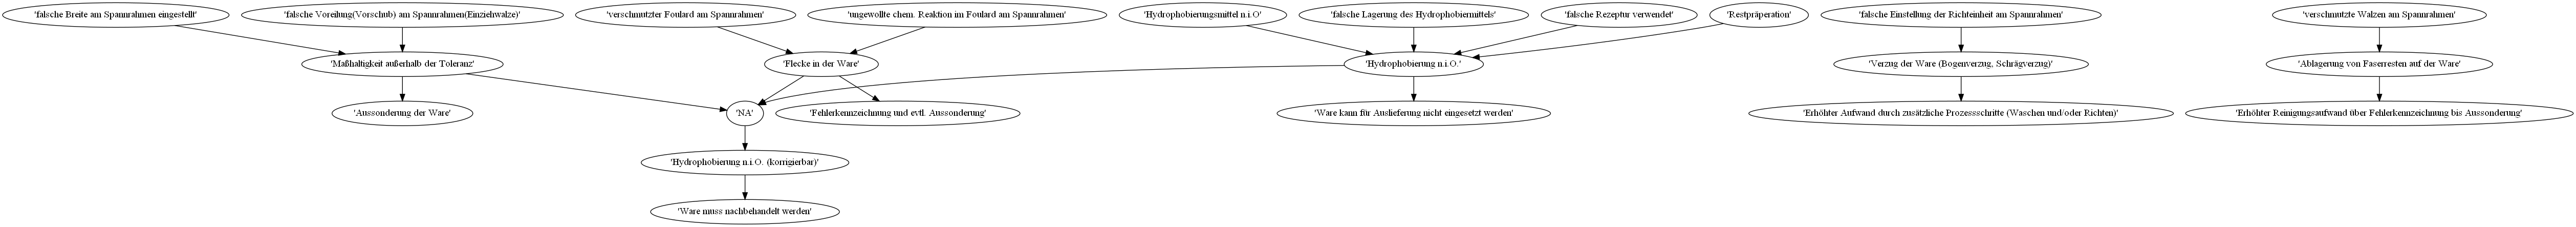 'falsche Breite am Spannrahmen eingestellt'
'falsche Voreilung(Vorschub) am Spannrahmen(Einziehwalze)'
'verschmutzter Foulard am Spannrahmen'
'ungewollte chem. Reaktion im Foulard am Spannrahmen'
'Hydrophobierungsmittel n.i.O'
'falsche Lagerung des Hydrophobiermittels'
'falsche Rezeptur verwendet'
'Restpräperation'
'falsche Einstellung der Richteinheit am Spannrahmen'
'verschmutzte Walzen am Spannrahmen'
'Maßhaltigkeit außerhalb der Toleranz'
'Flecke in der Ware'
'Hydrophobierung n.i.O.'
'Verzug der Ware (Bogenverzug, Schrägverzug)'
'Ablagerung von Faserresten auf der Ware'
'Aussonderung der Ware'
'NA'
'Fehlerkennzeichnung und evtl. Aussonderung'
'Ware kann für Auslieferung nicht eingesetzt werden'
'Erhöhter Aufwand durch zusätzliche Prozessschritte (Waschen und/oder Richten)'
'Erhöhter Reinigungsaufwand über Fehlerkennzeichnung bis Aussonderung'
'Hydrophobierung n.i.O. (korrigierbar)'
'Ware muss nachbehandelt werden'